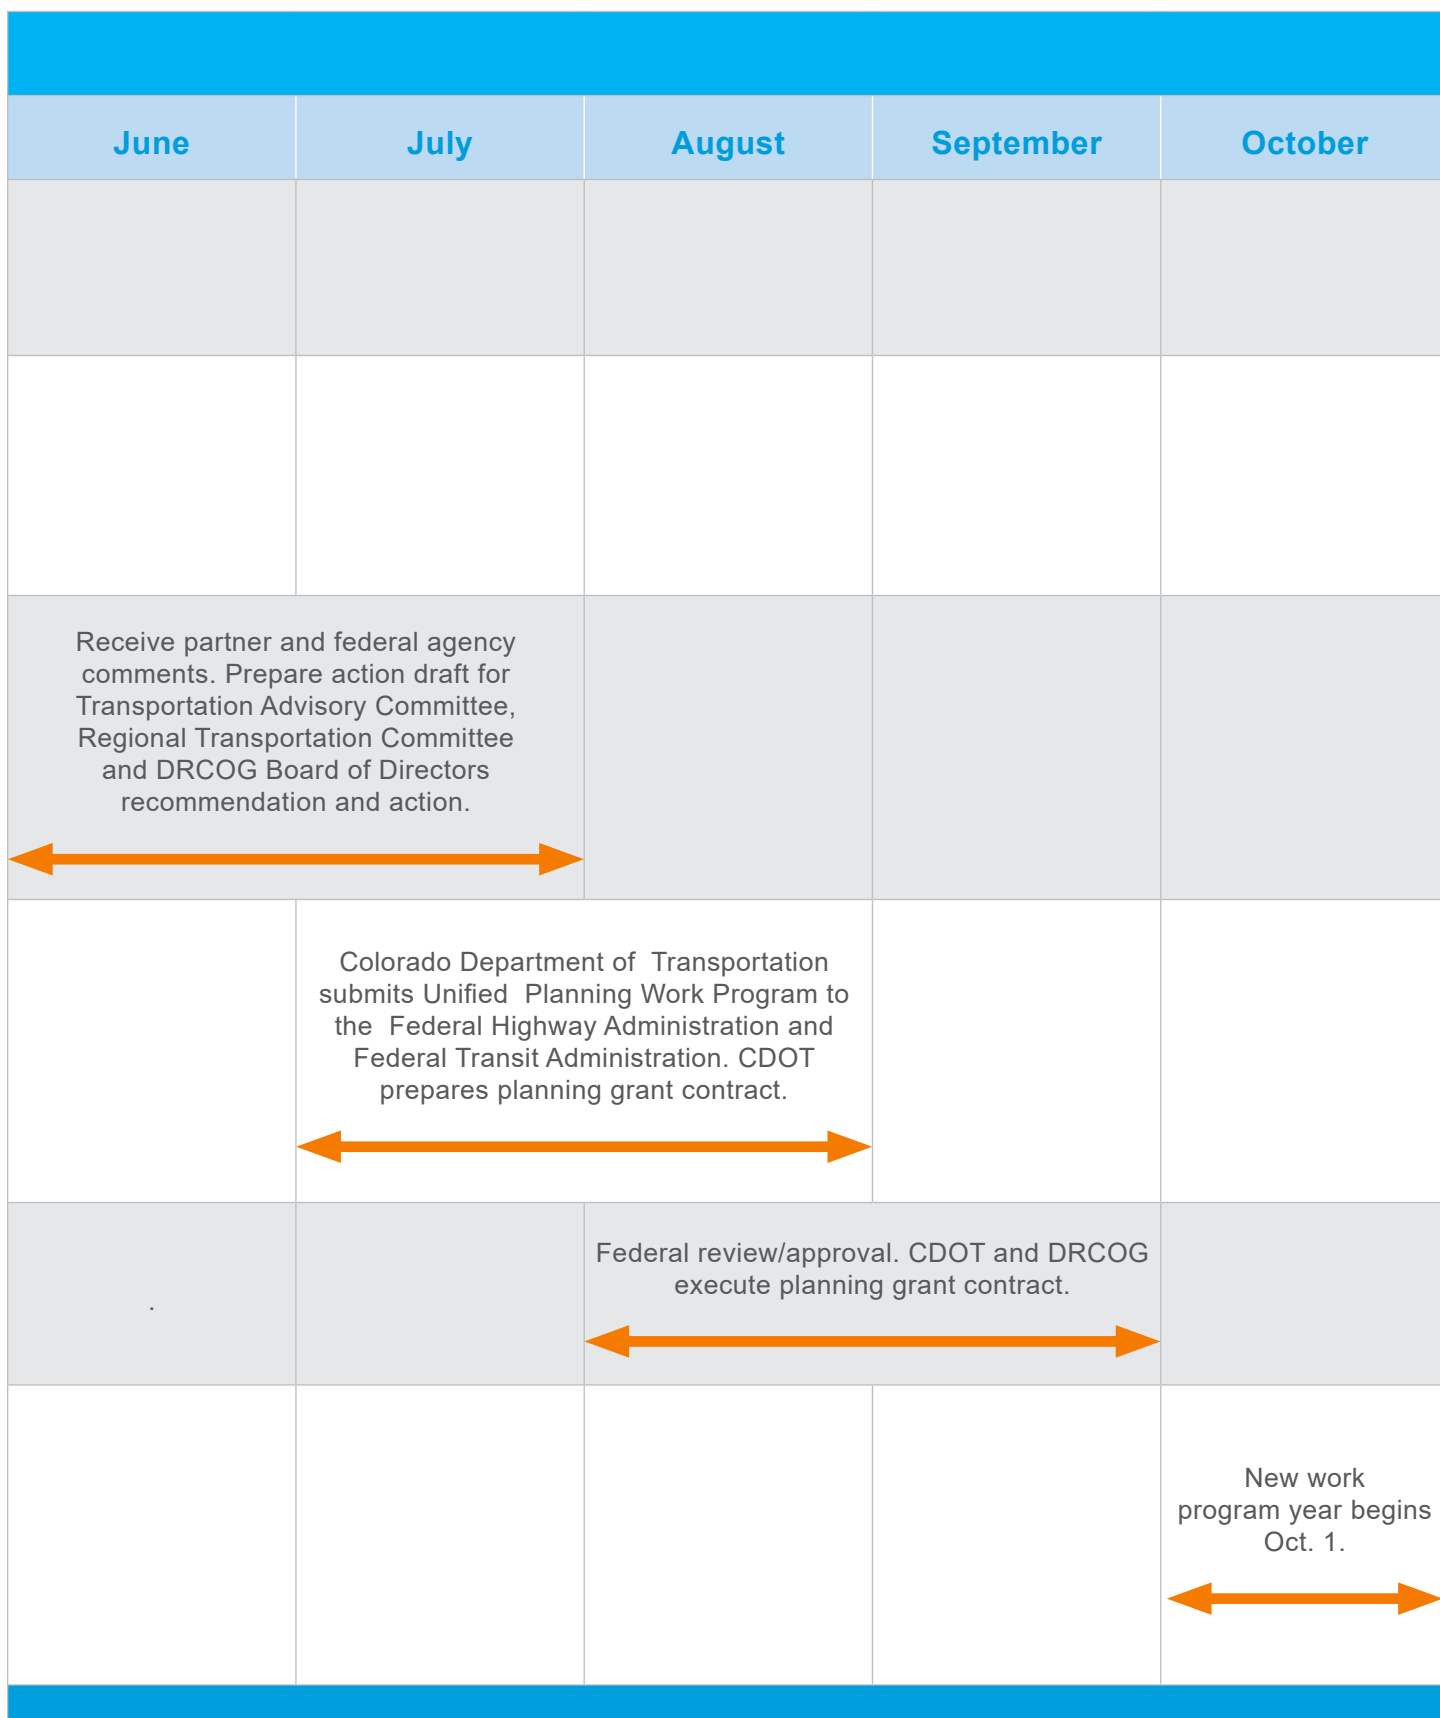 June July August September October
Receive partner and federal agency
comments. Prepare action draft for
Transportation Advisory Committee,
Regional Transportation Committee
and DRCOG Board of Directors
recommendation and action.
Colorado Department of  Transportation
submits Unified  Planning Work Program to
the  Federal Highway Administration and
Federal Transit Administration. CDOT
prepares planning grant contract.
.
Federal review/approval. CDOT and DRCOG
execute planning grant contract.
New work
program year begins
Oct. 1.